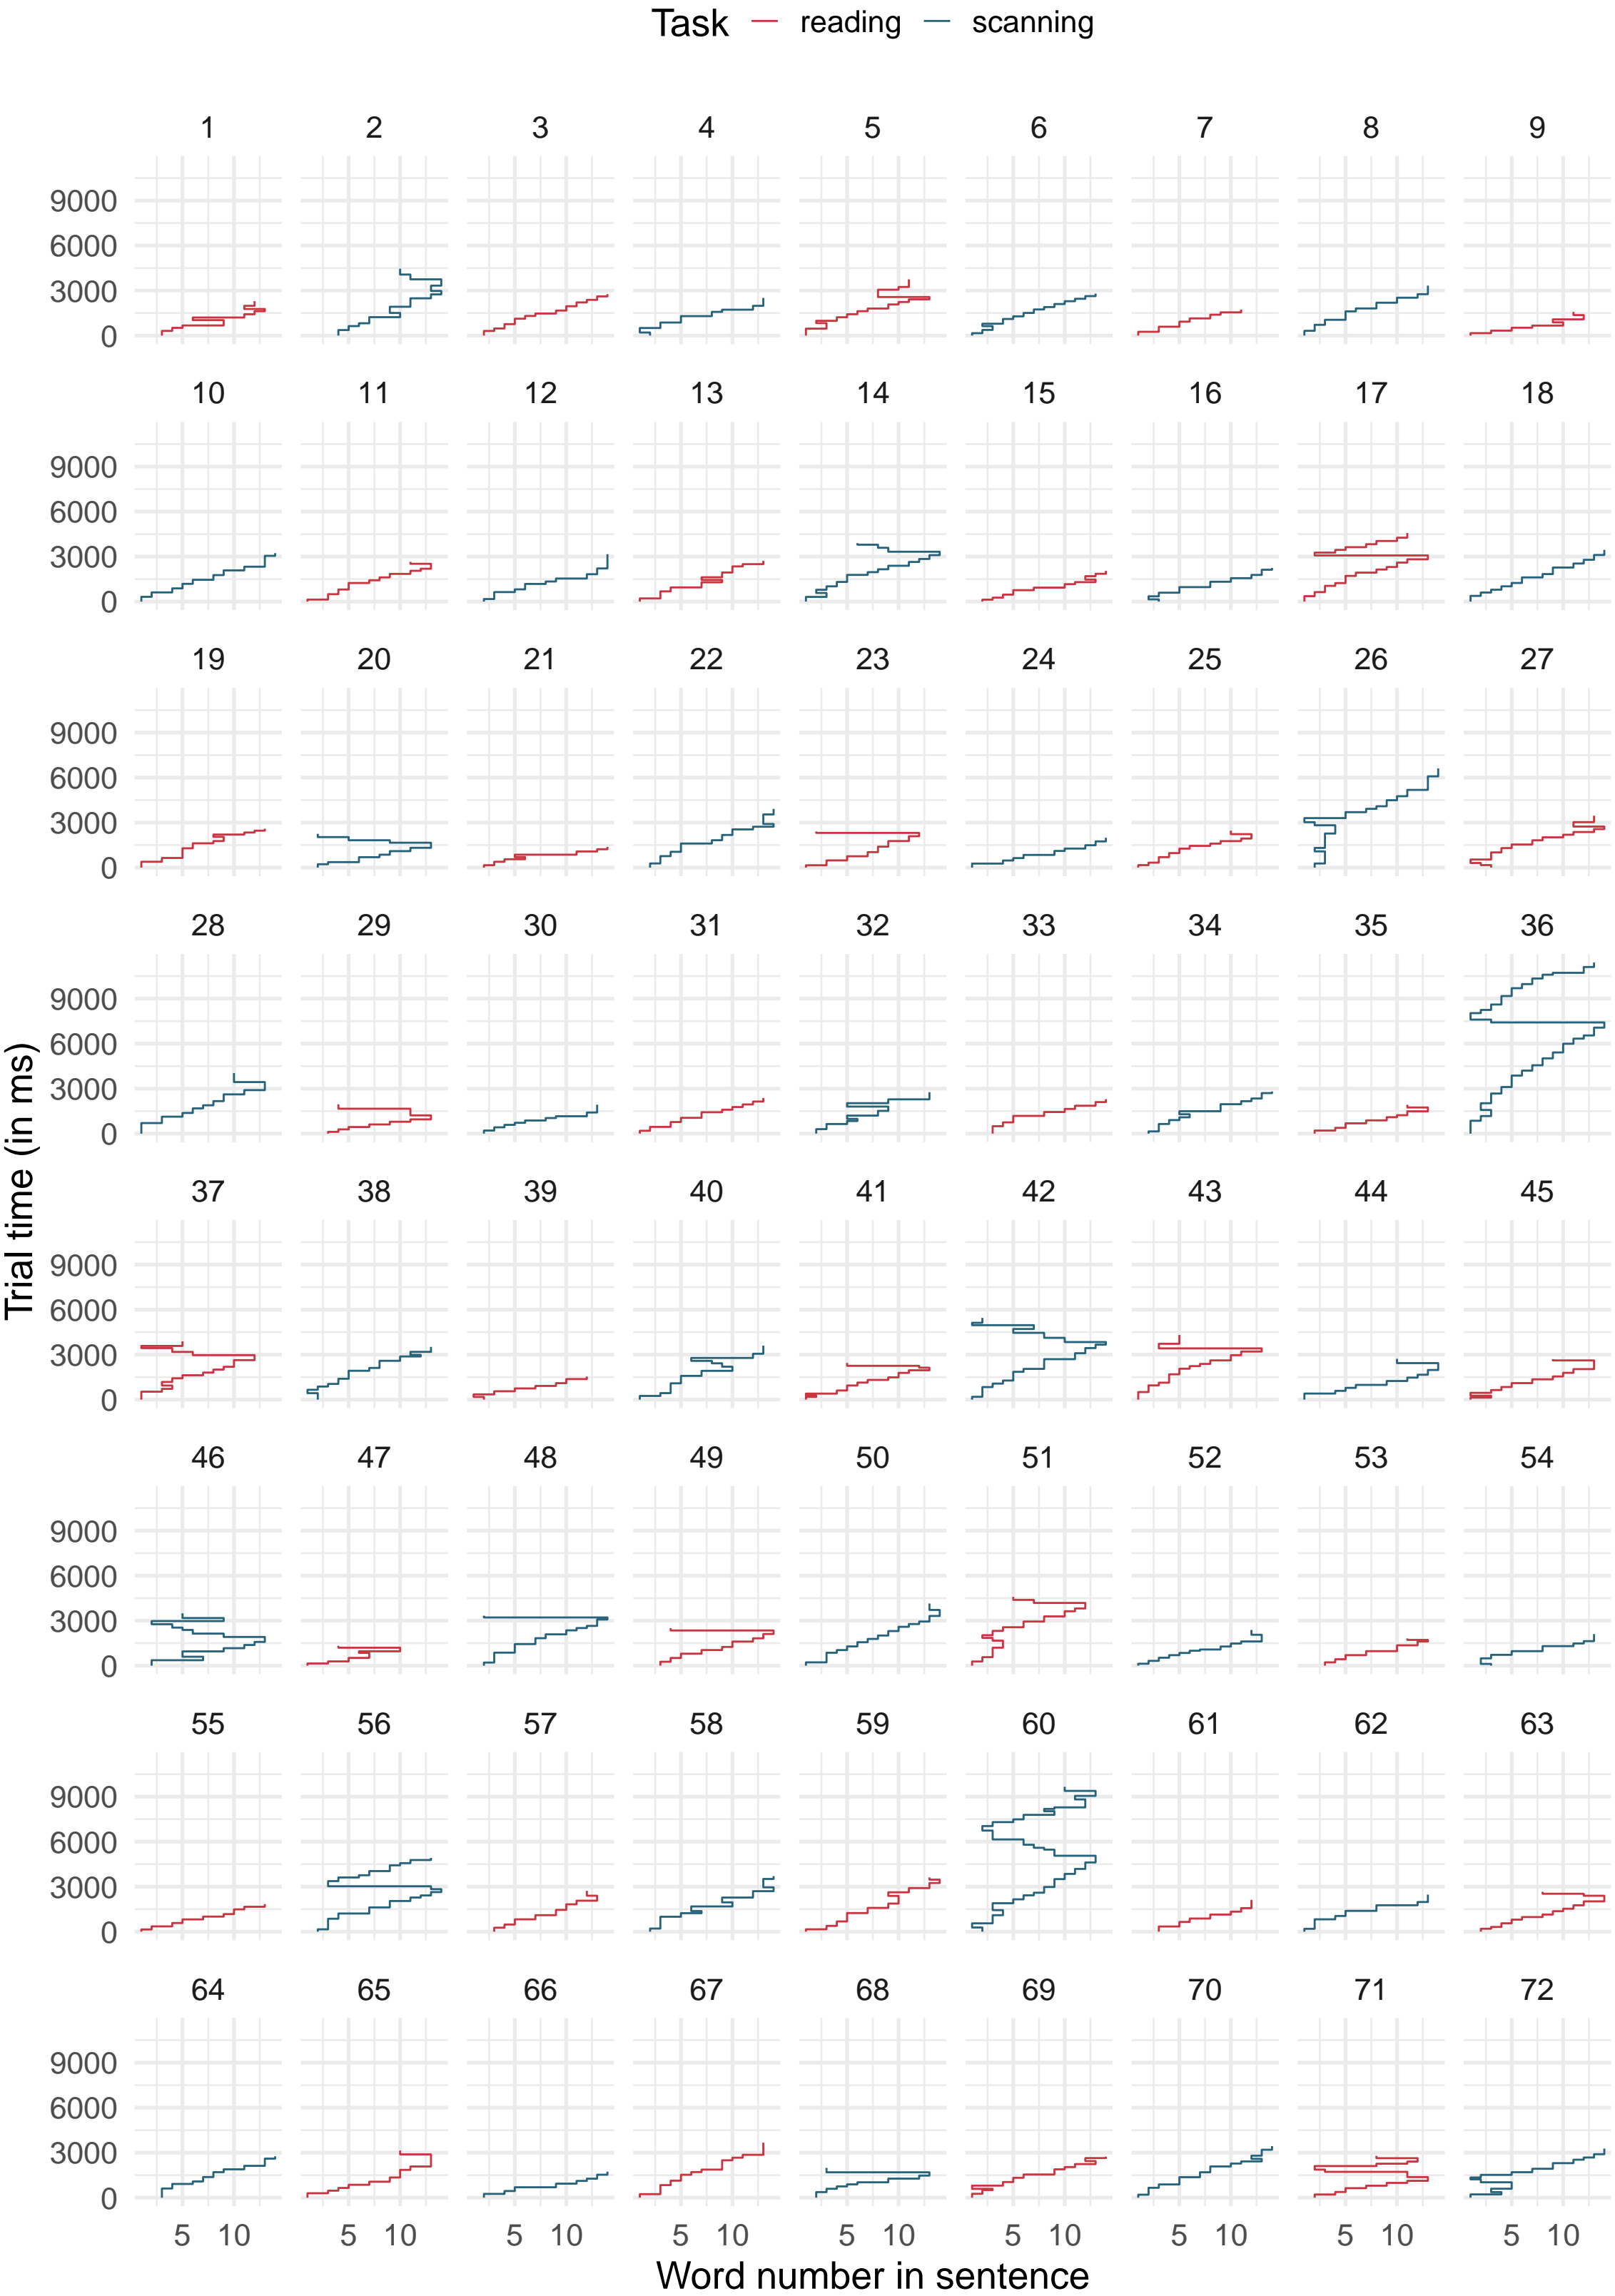 Task reading scanning
1 2 3 4 5 6 7 8 9
9000
6000
3000
0
10 11 12 13 14 15 16 17 18
9000
6000
3000
0
19 20 21 22 23 24 25 26 27
9000
6000
3000
0
28 29 30 31 32 33 34 35 36
9000
6000
3000
0
37 38 39 40 41 42 43 44 45
9000
6000
3000
0
46 47 48 49 50 51 52 53 54
9000
6000
3000
0
55 56 57 58 59 60 61 62 63
9000
6000
3000
0
64 65 66 67 68 69 70 71 72
9000
6000
3000
0
5 10 5 10 5 10 5 10 5 10 5 10 5 10 5 10 5 10
Word number in sentence
Trial time (in ms)